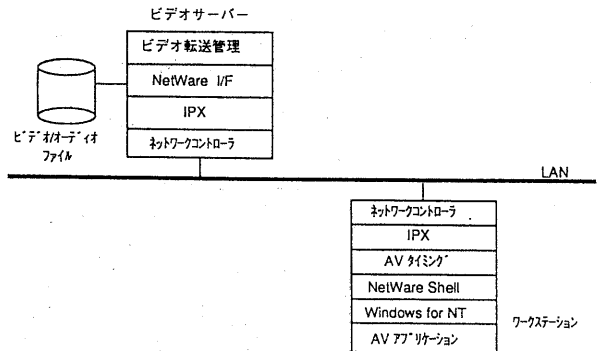 ビデオサーバー
ビデオ転送管理
NetWare I/F
IPX
ネットワークコントローラ
ビデオ/オーディオ
ファイル
LAN
ネットワークコントローラ
IPX
AV タイミング
NetWare Shell
Windows for NT
AV アプリケーション
ワークステーション